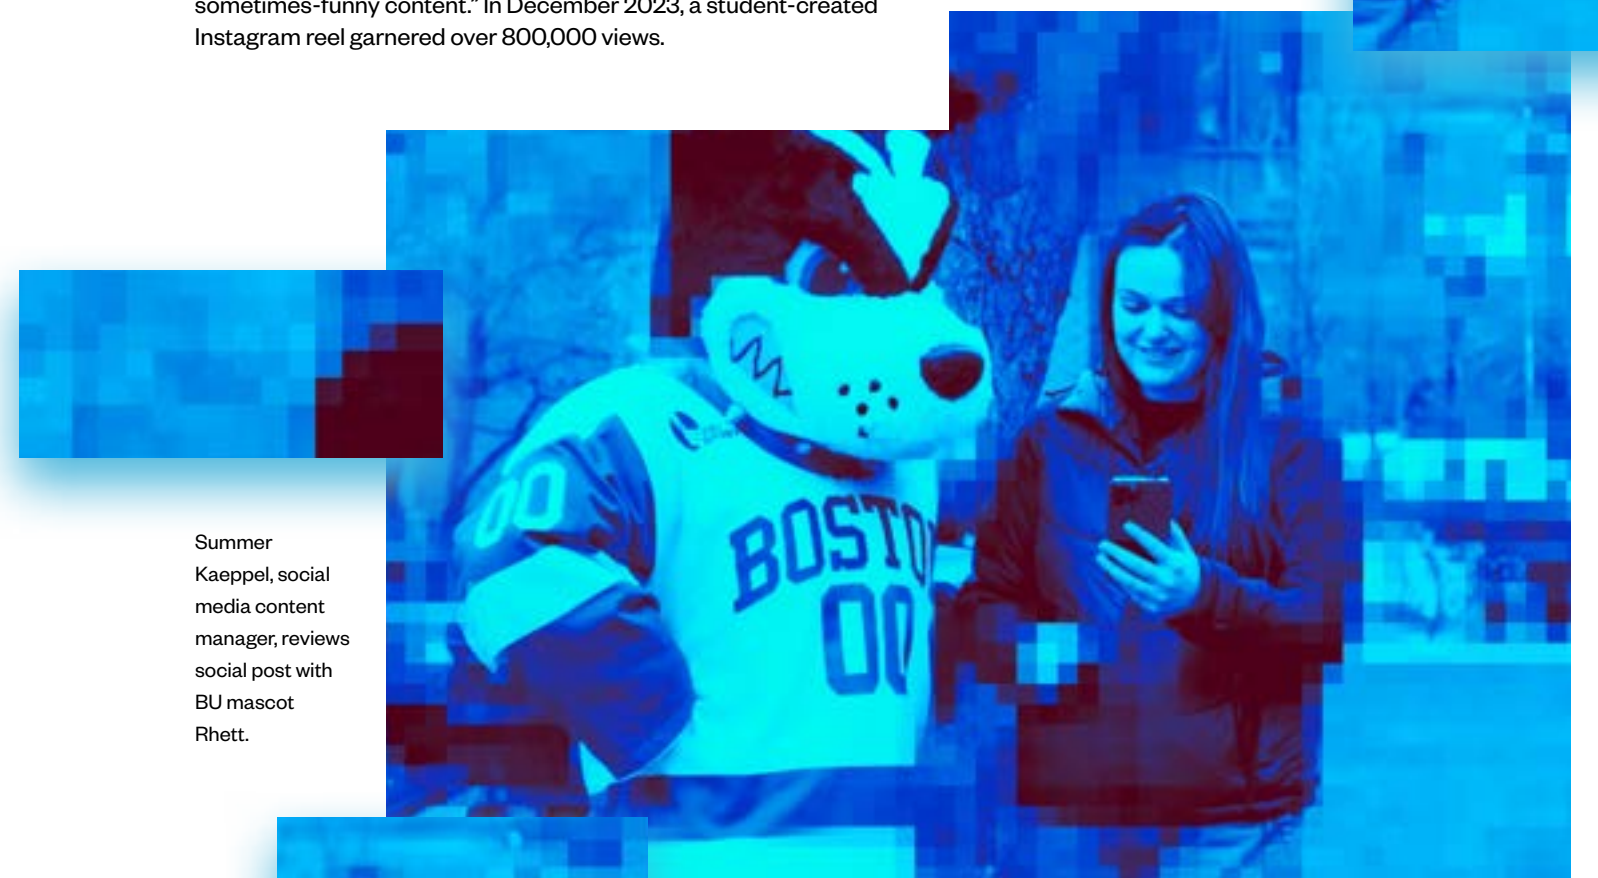 sometimes-funny content.” In December 2023, a student-created
Instagram reel garnered over 800,000 views.
00
BOSTO
00
Summer
Kaeppel, social
media content
manager, reviews
social post with
BU mascot
Rhett.